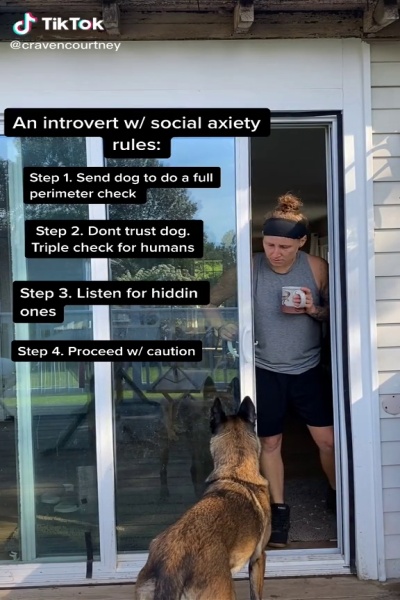 TikTok
@cravencourtney
An introvert w/ social axiety
rules:
Step 1. Send dog to do a full
perimeter check
Step 2. Dont trust dog.
Triple check for humans
Step 3. Listen for hiddin
ones
Step 4. Proceed w/ caution